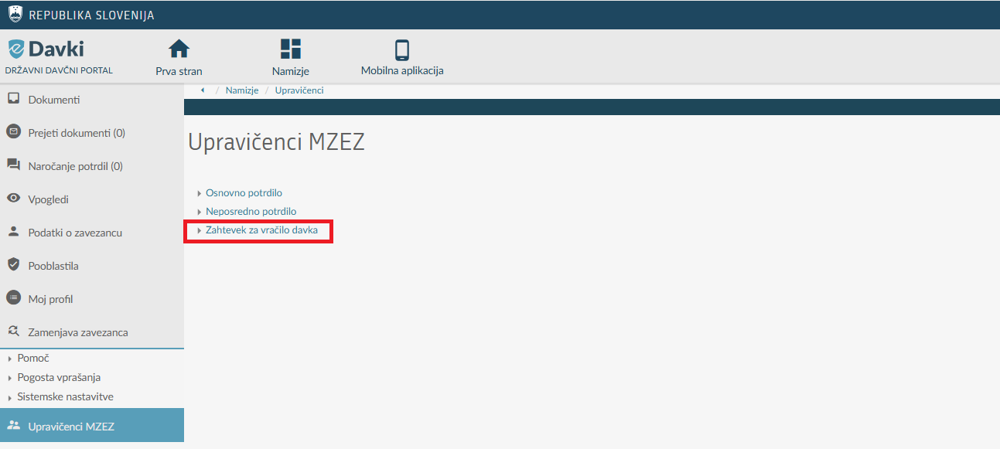 REPUBLIKA SLOVENIJA
e Davki
DRŽAVNI DAVČNI PORTAL
Prva stran
Namizje
Mobilna aplikacija
Dokumenti
Prejeti dokumenti (0)
Naročanje potrdil (0)
Vpogledi
Podatki o zavezancu
Pooblastila
Moj profil
Zamenjava zavezanca
Pomoč
Pogosta vprašanja
Sistemske nastavitve
Upravičenci MZEZ
/ Namizje / Upravičenci
Upravičenci MZEZ
Osnovno potrdilo
Neposredno potrdilo
Zahtevek za vračilo davka